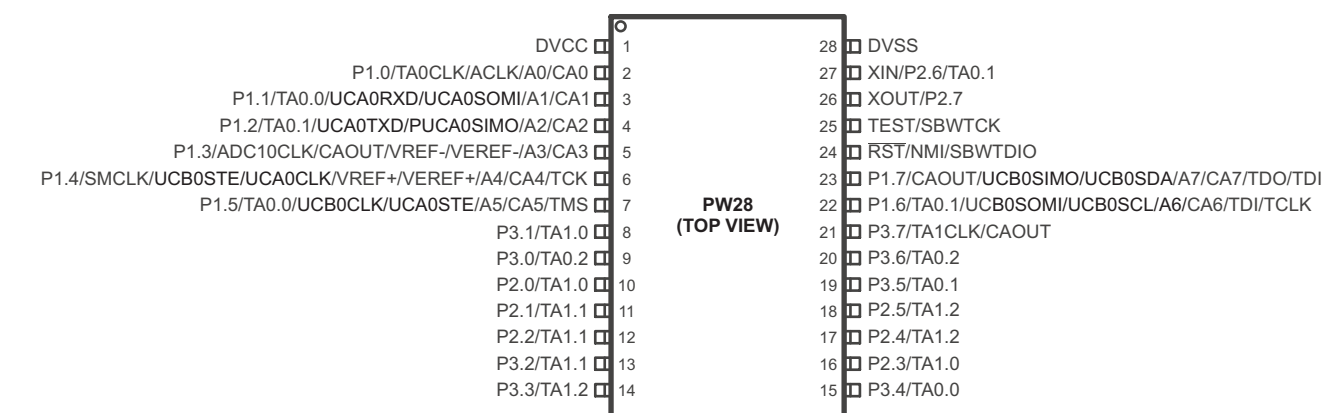 DVCC 1
P1.0/TA0CLK/ACLK/A0/CA0 2
P1.1/TA0.0/UCA0RXD/UCA0SOMI/A1/CA1 3
P1.2/TA0.1/UCA0TXD/PUCA0SIMO/A2/CA2 4
P1.3/ADC10CLK/CAOUT/VREF-/VEREF-/A3/CA3 5
P1.4/SMCLK/UCB0STE/UCA0CLK/VREF+/VEREF+/A4/CA4/TCK 6
P1.5/TA0.0/UCB0CLK/UCA0STE/A5/CA5/TMS 7
P3.1/TA1.0 8
P3.0/TA0.2 9
P2.0/TA1.0 10
P2.1/TA1.1 11
P2.2/TA1.1 12
P3.2/TA1.1 13
P3.3/TA1.2 14
PW28
(TOP VIEW)
28 DVSS
27 XIN/P2.6/TA0.1
26 XOUT/P2.7
25 TEST/SBWTCK
24 RST/NMI/SBWTDIO
23 P1.7/CAOUT/UCB0SIMO/UCB0SDA/A7/CA7/TDO/TDI
22 P1.6/TA0.1/UCB0SOMI/UCB0SCL/A6/CA6/TDI/TCLK
21 P3.7/TA1CLK/CAOUT
20 P3.6/TA0.2
19 P3.5/TA0.1
18 P2.5/TA1.2
17 P2.4/TA1.2
16 P2.3/TA1.0
15 P3.4/TA0.0